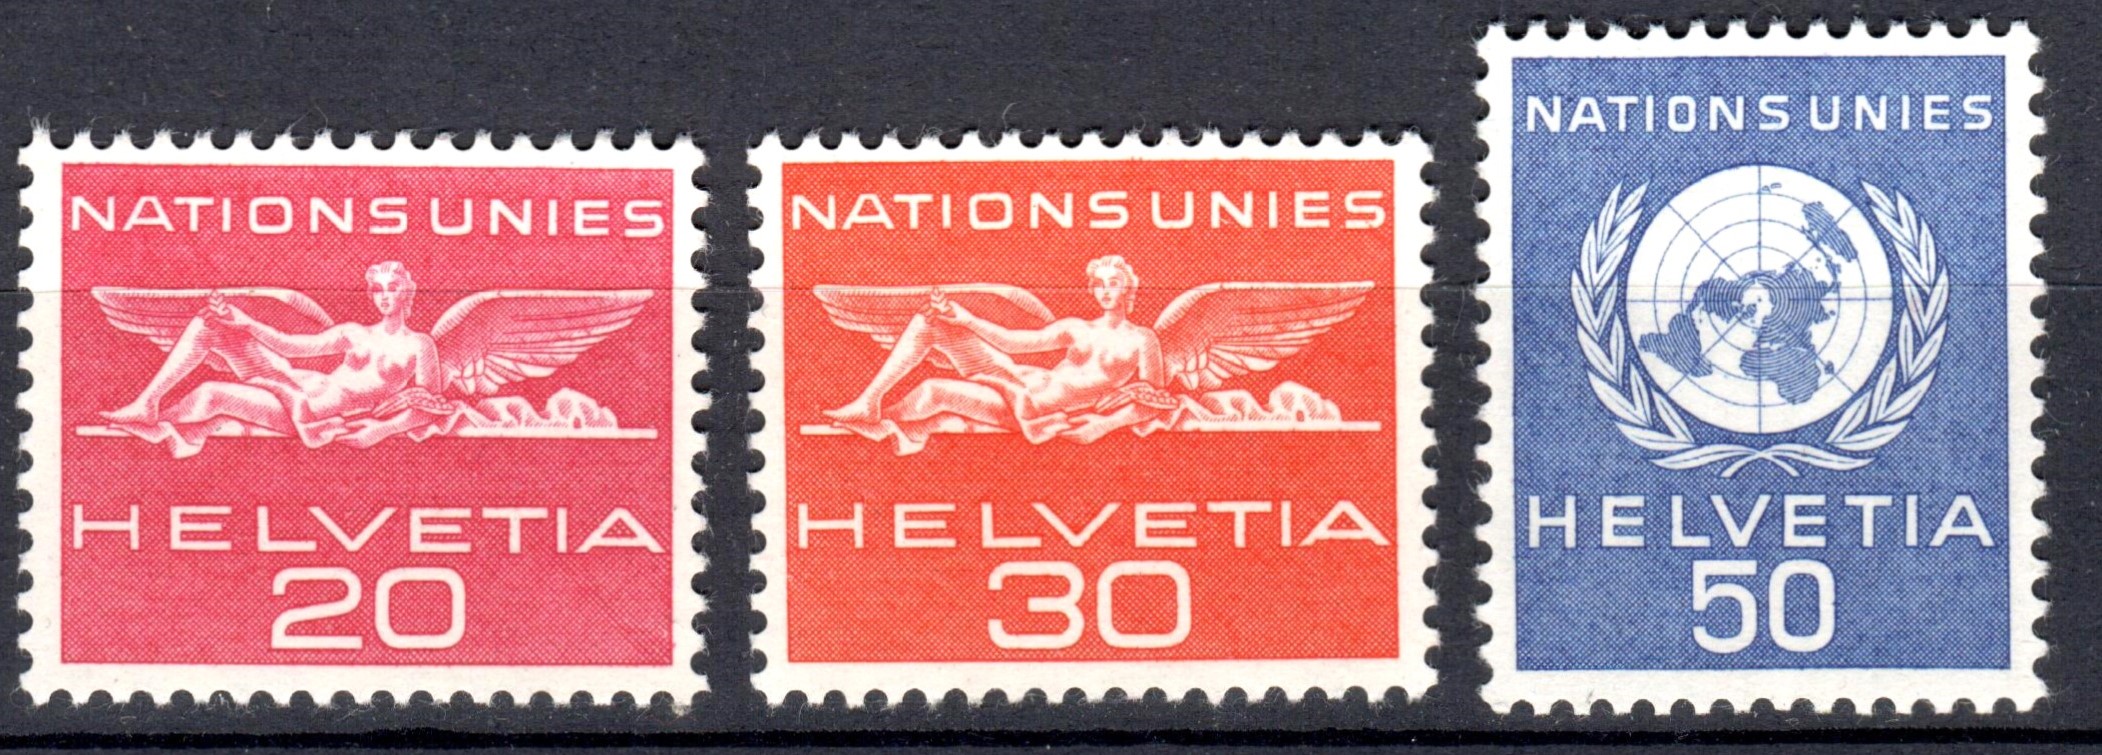 NATIONS UNIES
HELVETIA
20
NATIONS UNIES
HELVETIA
30
NATIONS UNIES
HELVETIA
50